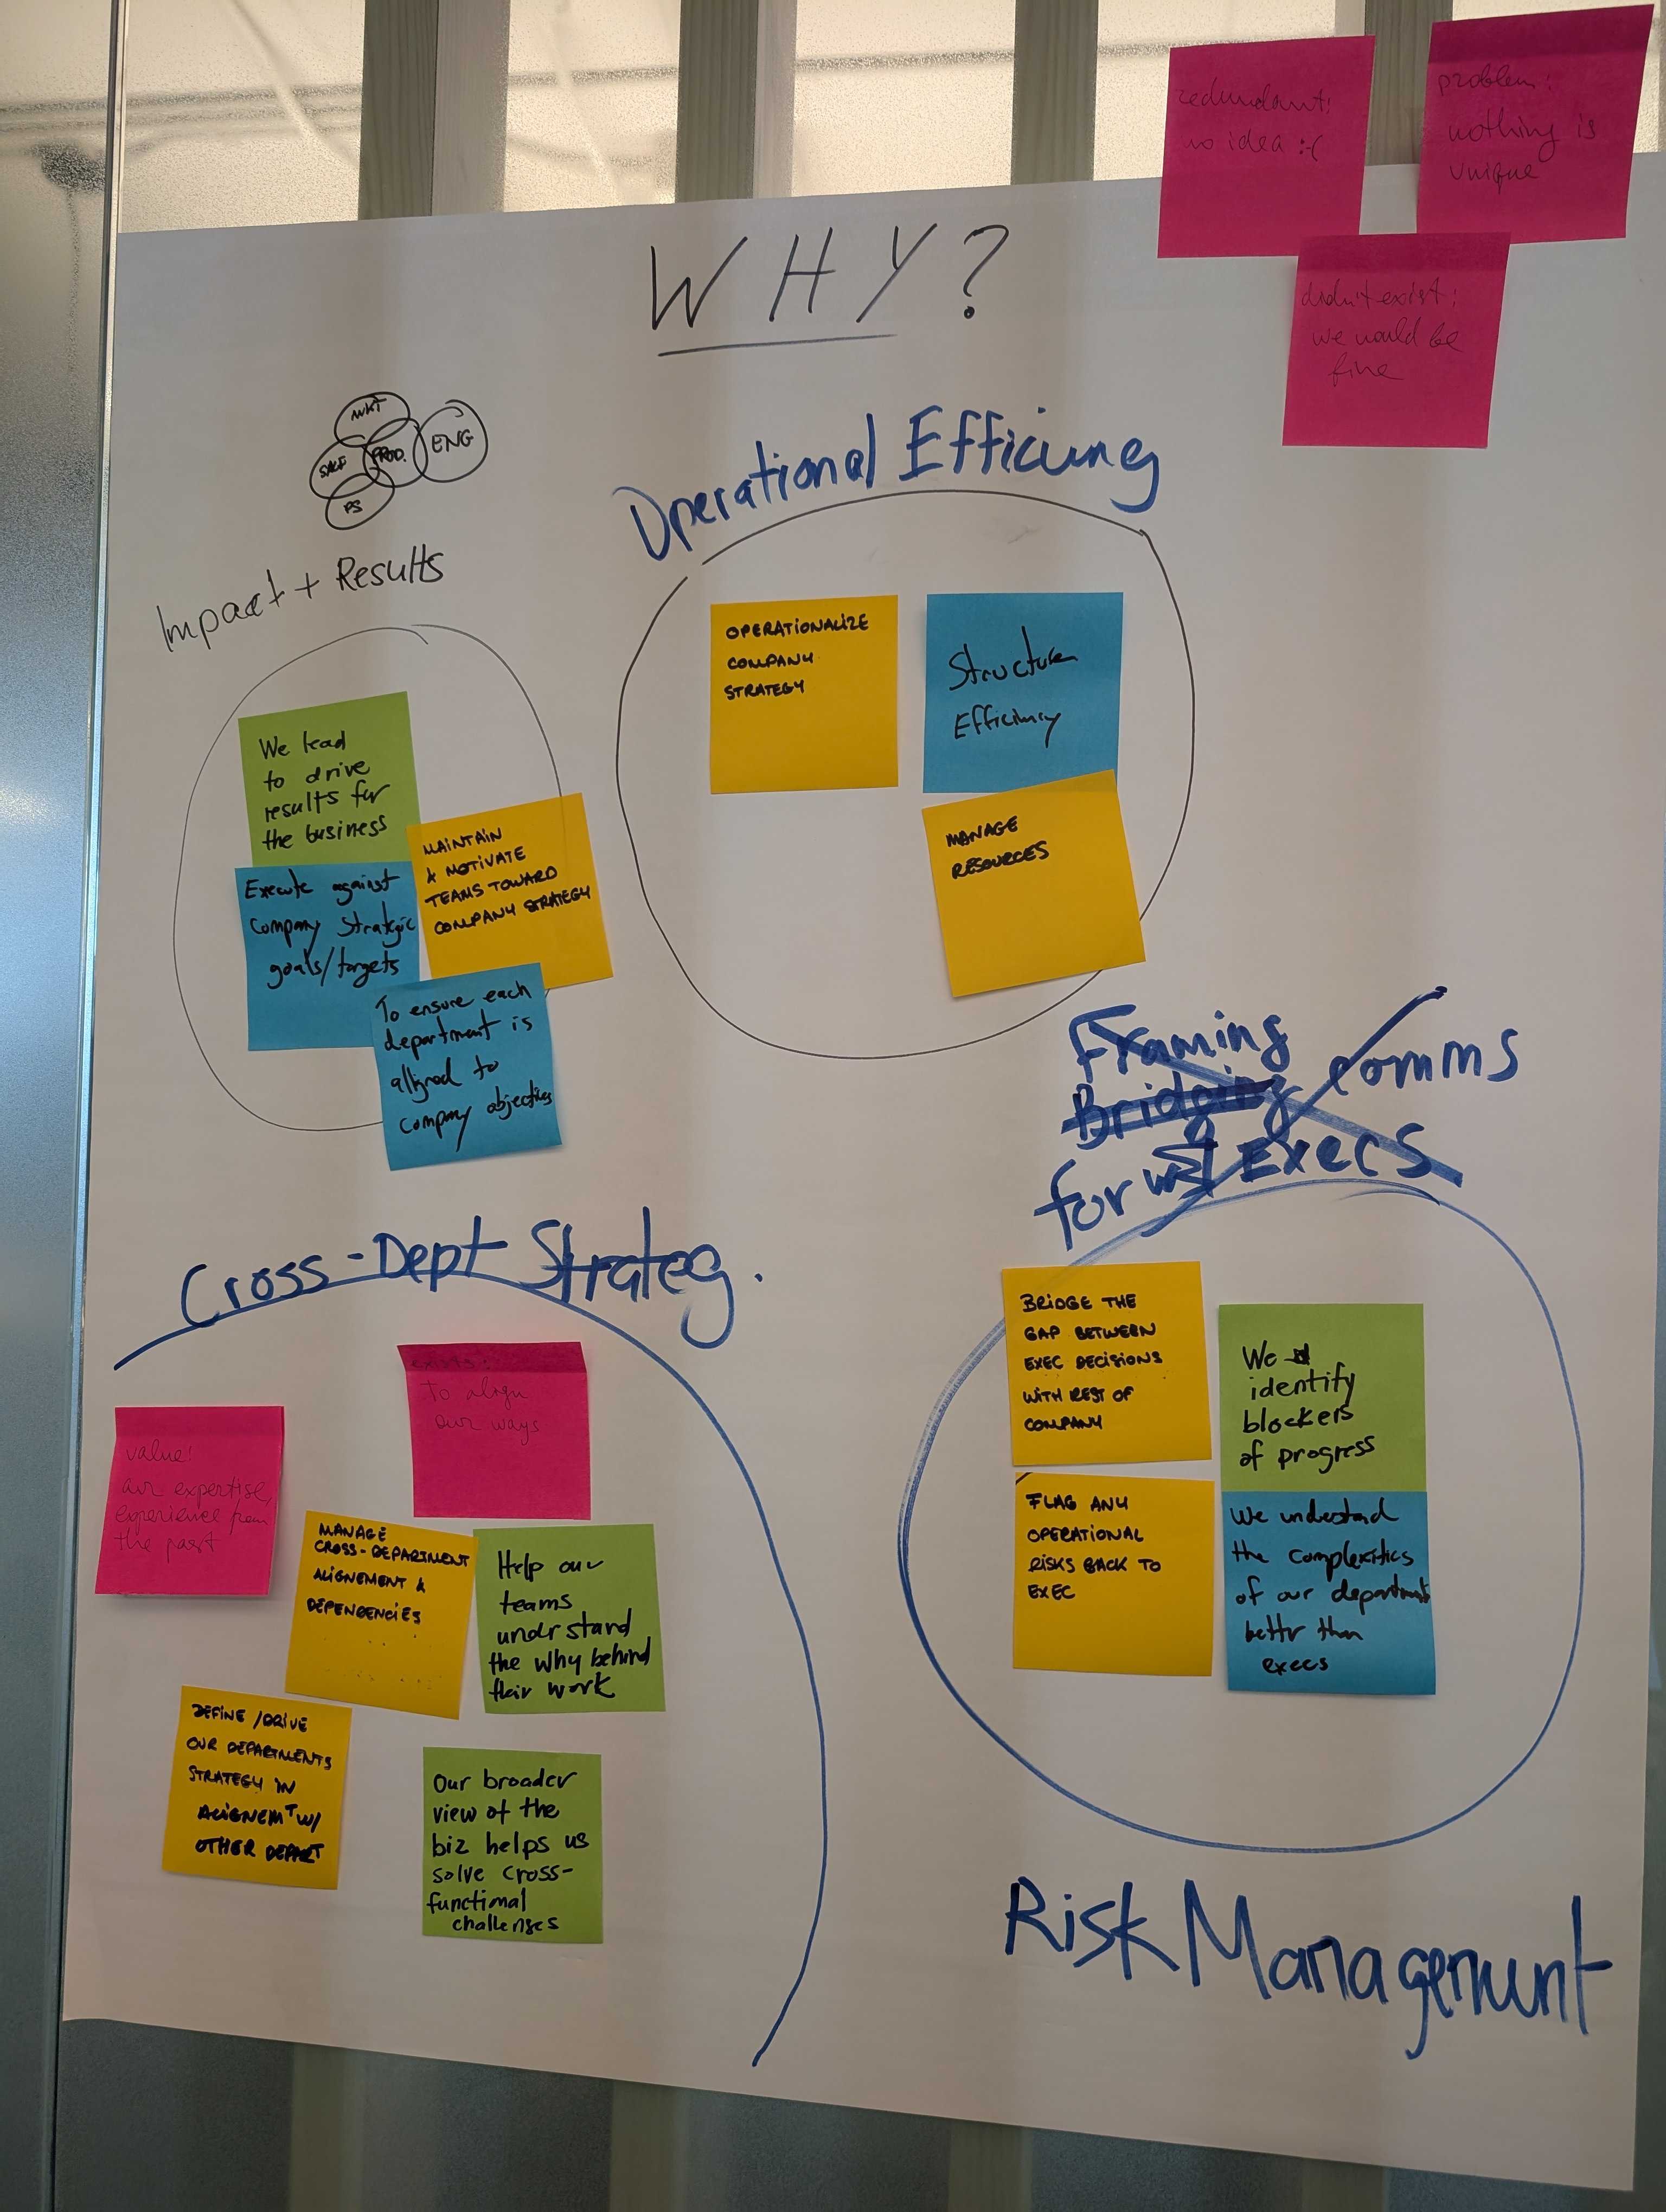 redundant:
no idea :-(
problem:
nothing is
unique
didn't exist:
we would be
fine
WHY?
MKT
SALE
PROD.
ENG
PS
Impact + Results
We lead
to drive
results for
the business
Execute against
company strategic
goals/targets
MAINTAIN
& MOTIVATE
TEAMS TOWARD
COMPANY STRATEGY
To ensure each
department is
aligned to
company objectives
Operational Efficiency
OPERATIONALIZE
COMPANY
STRATEGY
Structure
Efficiency
MANAGE
RESOURCES
Framing
Bridging comms
for Execs
BRIDGE THE
GAP BETWEEN
EXEC DECISIONS
WITH REST OF
COMPANY
We
identify
blockers
of progress
FLAG ANY
OPERATIONAL
RISKS BACK TO
EXEC
We understand
the complexities
of our departments
better than
execs
Risk Management
Cross-Dept Strateg.
exists:
to align
our ways
value:
our expertise,
experience from
the past
MANAGE
CROSS-DEPARTMENT
ALIGNEMENT &
DEPENDENCIES
Help our
teams
understand
the why behind
their work
DEFINE/DRIVE
OUR DEPARTMENTS
STRATEGY IN
ALIGNEMT W/
OTHER DEPART
Our broader
view of the
biz helps us
solve cross-
functional
challenges